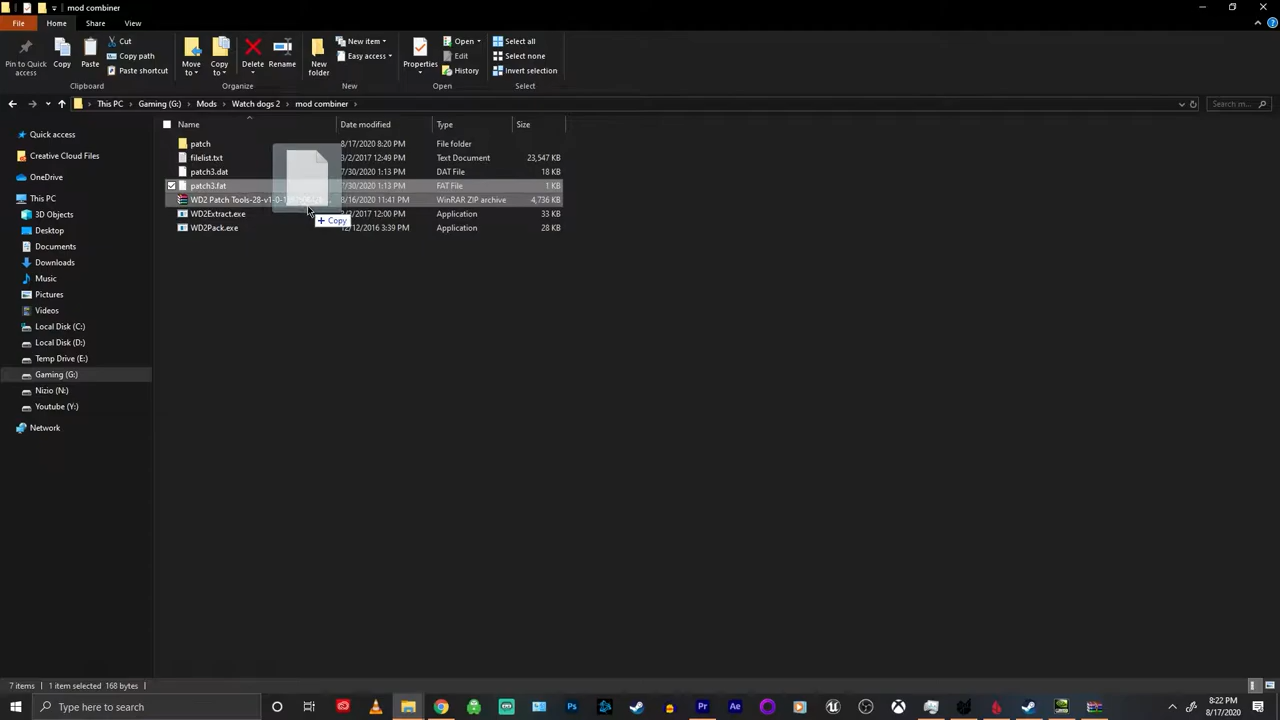 mod combiner
File Home Share View
Pin to Quick access
Copy
Paste
Cut
Copy path
Paste shortcut
Clipboard
Move to
Copy to
Delete
Rename
Organize
New folder
New item
Easy access
New
Properties
Open
Edit
History
Open
Select all
Select none
Invert selection
Select
This PC > Gaming (G:) > Mods > Watch dogs 2 > mod combiner >
Search m...
Name Date modified Type Size
patch 8/17/2020 8:20 PM File folder
filelist.txt 3/2/2017 12:49 PM Text Document 23,547 KB
patch3.dat 7/30/2020 1:13 PM DAT File 18 KB
patch3.fat 7/30/2020 1:13 PM FAT File 1 KB
WD2 Patch Tools-28-v1-0- 8/16/2020 11:41 PM WinRAR ZIP archive 4,736 KB
WD2Extract.exe 2017 12:00 PM Application 33 KB
WD2Pack.exe 12/12/2016 3:39 PM Application 28 KB
+ Copy
Quick access
Creative Cloud Files
OneDrive
This PC
3D Objects
Desktop
Documents
Downloads
Music
Pictures
Videos
Local Disk (C:)
Local Disk (D:)
Temp Drive (E:)
Gaming (G:)
Nizio (N:)
Youtube (Y:)
Network
7 items 1 item selected 168 bytes
Type here to search
8:22 PM
8/17/2020